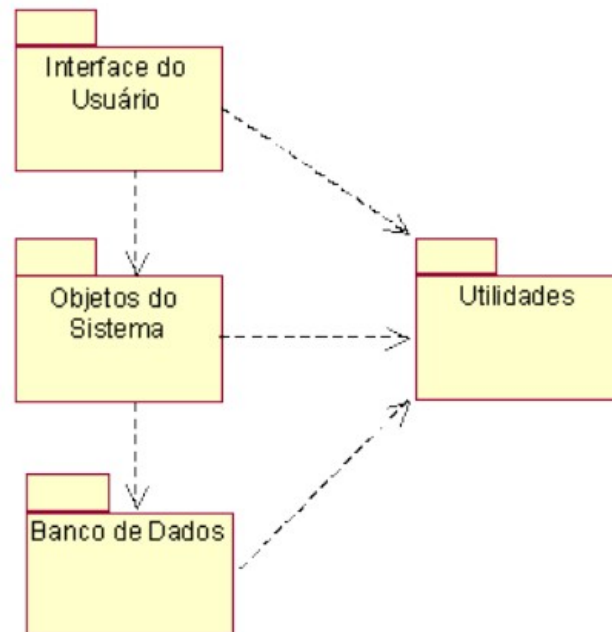 Interface do
Usuário
Objetos do
Sistema
Utilidades
Banco de Dados